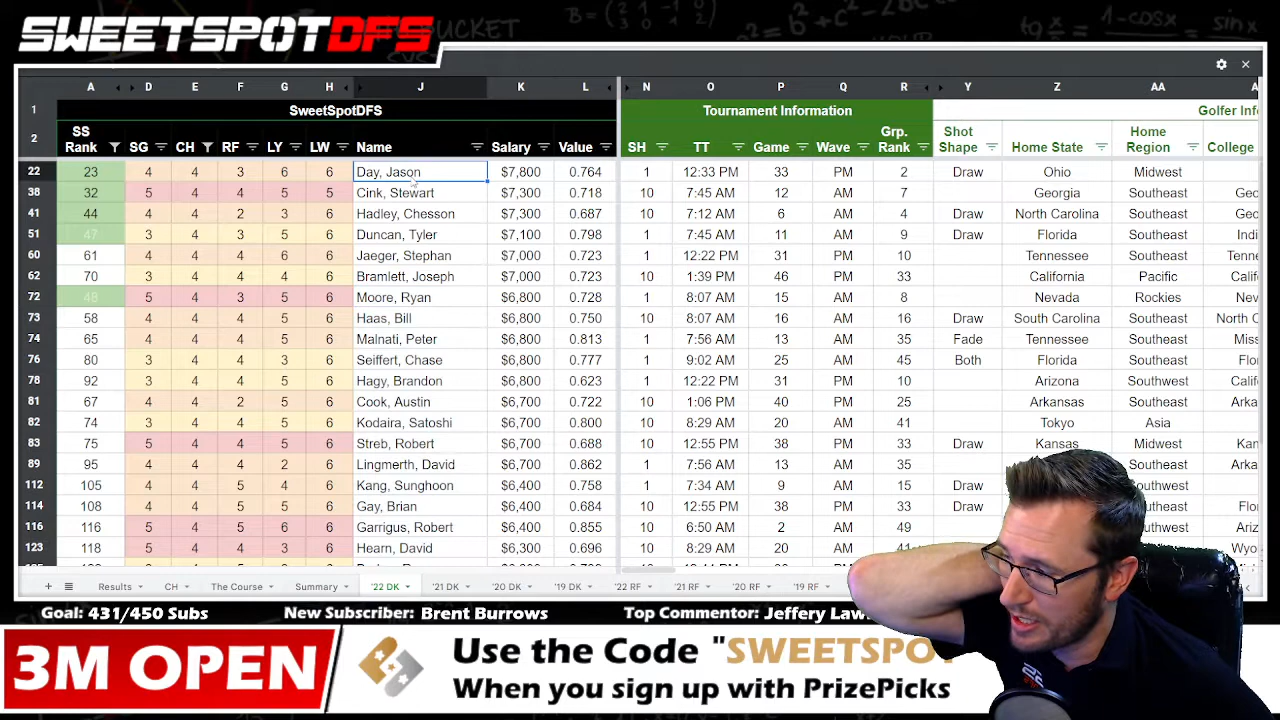 SWEETSPOTDFS
A D E F G H J K L N O P Q R Y Z AA
1 SweetSpotDFS Tournament Information Golfer Inf
2 SS Rank SG CH RF LY LW Name Salary Value SH TT Game Wave Grp. Rank Shot Shape Home State Home Region College
22 23 4 4 3 6 6 Day, Jason $7,800 0.764 1 12:33 PM 33 PM 2 Draw Ohio Midwest
38 32 5 4 4 5 5 Cink, Stewart $7,300 0.718 10 7:45 AM 12 AM 7 Georgia Southeast Geo
41 44 4 4 2 3 6 Hadley, Chesson $7,300 0.687 10 7:12 AM 6 AM 4 Draw North Carolina Southeast Geo
51 47 3 4 3 5 6 Duncan, Tyler $7,100 0.798 1 7:45 AM 11 AM 9 Draw Florida Southeast Indi
60 61 4 4 4 6 6 Jaeger, Stephan $7,000 0.723 1 12:22 PM 31 PM 10 Tennessee Southeast Tenne
62 70 3 4 4 4 6 Bramlett, Joseph $7,000 0.723 10 1:39 PM 46 PM 33 California Pacific
72 48 5 4 3 5 6 Moore, Ryan $6,800 0.728 1 8:07 AM 15 AM 8 Nevada Rockies
73 58 4 4 4 5 6 Haas, Bill $6,800 0.750 10 8:07 AM 16 AM 16 Draw South Carolina Southeast North C
74 65 4 4 4 5 6 Malnati, Peter $6,800 0.813 1 7:56 AM 13 AM 35 Fade Tennessee Southeast Miss
76 80 3 4 4 3 6 Seiffert, Chase $6,800 0.777 1 9:02 AM 25 AM 45 Both Florida Southeast Flo
78 92 3 4 4 5 6 Hagy, Brandon $6,800 0.623 1 12:22 PM 31 PM 10 Arizona Southwest Calif
81 67 4 4 2 5 6 Cook, Austin $6,700 0.722 1 1:06 PM 40 PM 25 Arkansas Southeast Arka
82 74 3 4 4 5 6 Kodaira, Satoshi $6,700 0.800 10 8:29 AM 20 AM 41 Tokyo Asia
83 75 5 4 4 5 6 Streb, Robert $6,700 0.688 10 12:55 PM 38 PM 33 Draw Kansas Midwest Kan
89 95 4 4 4 2 6 Lingmerth, David $6,700 0.862 1 7:56 AM 13 AM 35 Southeast Arka
112 105 4 4 5 5 6 Kang, Sunghoon $6,400 0.758 1 7:34 AM 9 AM 15 Draw Southwest
114 108 4 4 5 5 6 Gay, Brian $6,400 0.684 10 12:55 PM 38 PM 33 Draw Southeast Flo
116 116 5 4 5 6 6 Garrigus, Robert $6,400 0.855 10 6:50 AM 2 AM 49 Southwest Ariz
123 118 5 4 4 3 6 Hearn, David $6,300 0.696 10 8:29 AM 20 AM 41 Wyo
+ Results CH The Course Summary '22 DK '21 DK '20 DK '19 DK '22 RF '21 RF '20 RF '19 RF
Goal: 431/450 Subs New Subscriber: Brent Burrows Top Commentor: Jeffery Law
3M OPEN
Use the Code "SWEETSPOT
When you sign up with PrizePicks